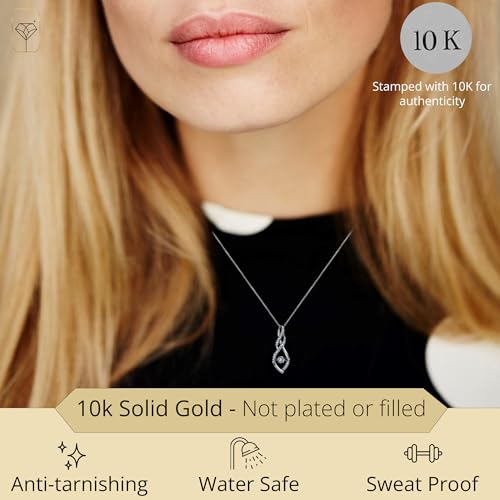 10 K
Stamped with 10K for
authenticity
10k Solid Gold - Not plated or filled
Anti-tarnishing
Water Safe
Sweat Proof